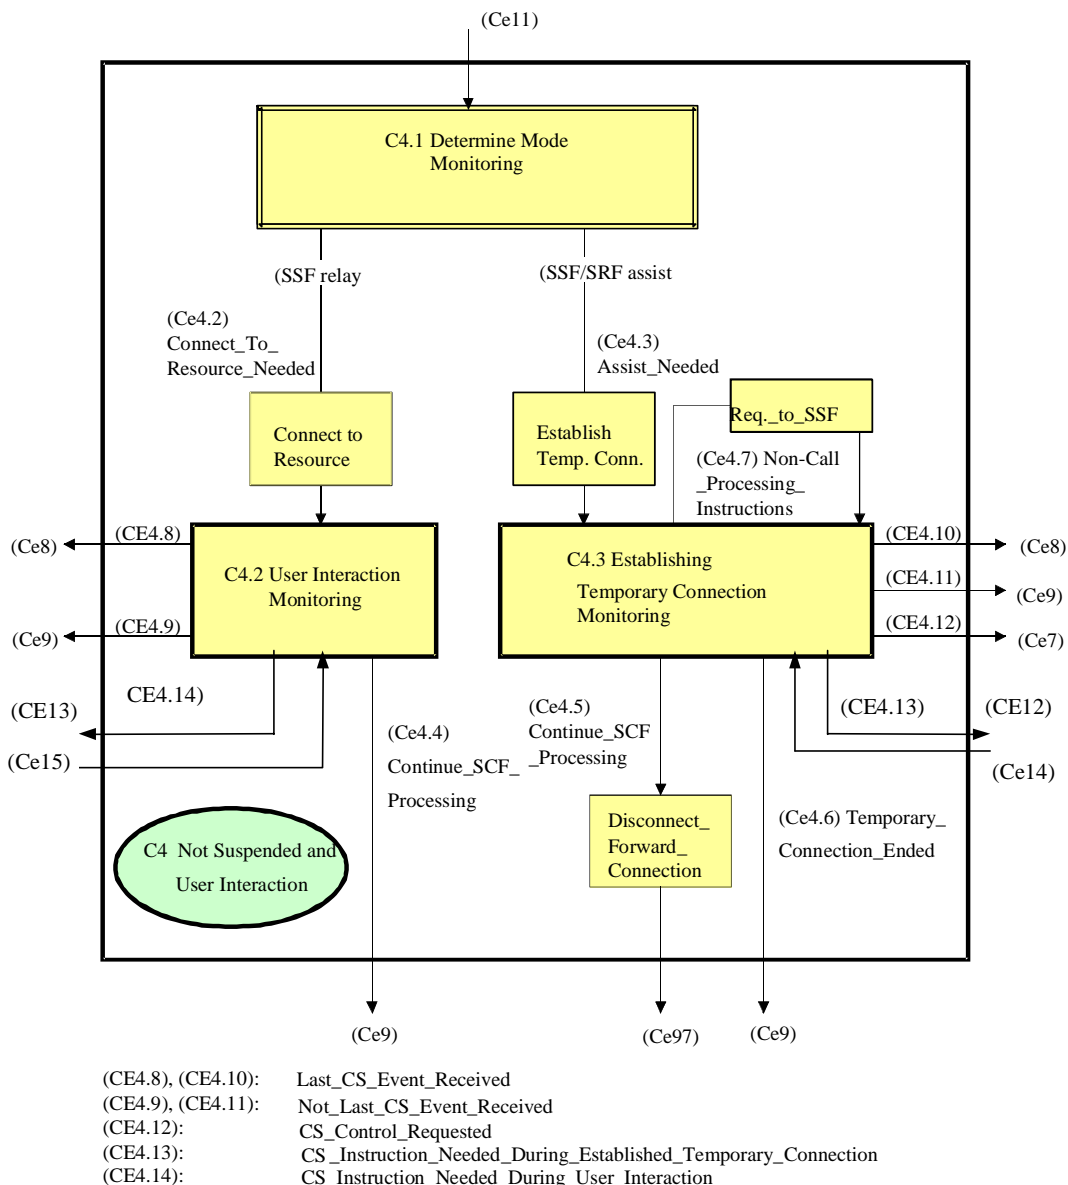 (Ce11)
C4.1 Determine Mode
Monitoring
(SSF relay
(SSF/SRF assist
(Ce4.2)
Connect_To_
Resource_Needed
(Ce4.3)
Assist_Needed
Req._to_SSF
Connect to
Resource
Establish
Temp. Conn.
(Ce4.7) Non-Call
_Processing_
Instructions
(Ce8)
(CE4.8)
C4.2 User Interaction
Monitoring
(Ce9)
(CE4.9)
C4.3 Establishing
Temporary Connection
Monitoring
(CE4.10)
(Ce8)
(CE4.11)
(Ce9)
(CE4.12)
(Ce7)
CE4.14)
(CE13)
(Ce15)
(Ce4.4)
Continue_SCF_
Processing
(Ce4.5)
Continue_SCF
_Processing
(CE4.13)
(CE12)
(Ce14)
Disconnect_
Forward_
Connection
(Ce4.6) Temporary_
Connection_Ended
C4 Not Suspended and
User Interaction
(Ce9)
(Ce97)
(Ce9)
(CE4.8), (CE4.10): Last_CS_Event_Received
(CE4.9), (CE4.11): Not_Last_CS_Event_Received
(CE4.12): CS_Control_Requested
(CE4.13): CS_Instruction_Needed_During_Established_Temporary_Connection
(CE4.14): CS_Instruction_Needed_During_User_Interaction